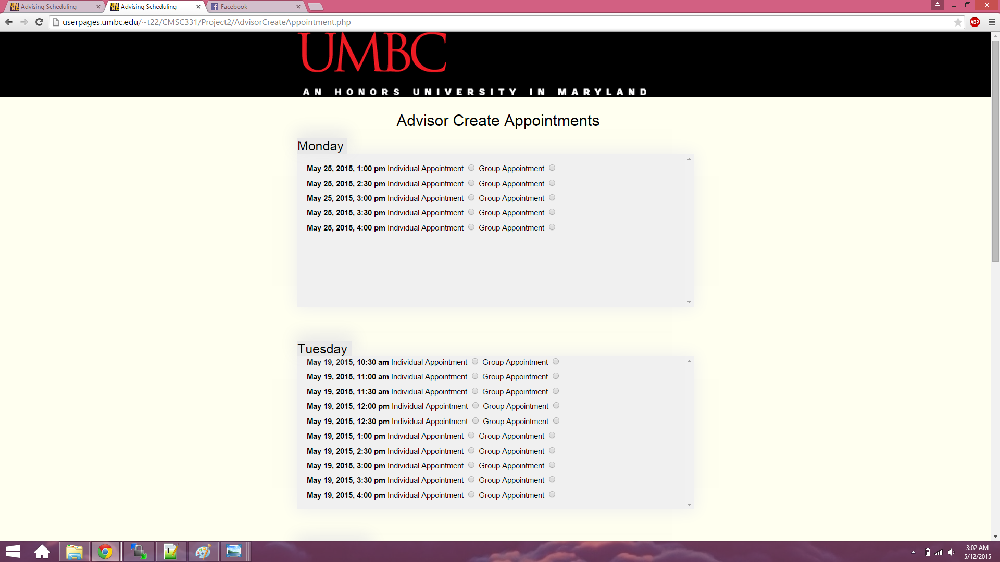 Advising Scheduling
Advising Scheduling
Facebook
userpages.umbc.edu/~t22/CMSC331/Project2/AdvisorCreateAppointment.php
ABP
UMBC
AN HONORS UNIVERSITY IN MARYLAND
Advisor Create Appointments
Monday
May 25, 2015, 1:00 pm Individual Appointment Group Appointment
May 25, 2015, 2:30 pm Individual Appointment Group Appointment
May 25, 2015, 3:00 pm Individual Appointment Group Appointment
May 25, 2015, 3:30 pm Individual Appointment Group Appointment
May 25, 2015, 4:00 pm Individual Appointment Group Appointment
Tuesday
May 19, 2015, 10:30 am Individual Appointment Group Appointment
May 19, 2015, 11:00 am Individual Appointment Group Appointment
May 19, 2015, 11:30 am Individual Appointment Group Appointment
May 19, 2015, 12:00 pm Individual Appointment Group Appointment
May 19, 2015, 12:30 pm Individual Appointment Group Appointment
May 19, 2015, 1:00 pm Individual Appointment Group Appointment
May 19, 2015, 2:30 pm Individual Appointment Group Appointment
May 19, 2015, 3:00 pm Individual Appointment Group Appointment
May 19, 2015, 3:30 pm Individual Appointment Group Appointment
May 19, 2015, 4:00 pm Individual Appointment Group Appointment
3:02 AM
5/12/2015